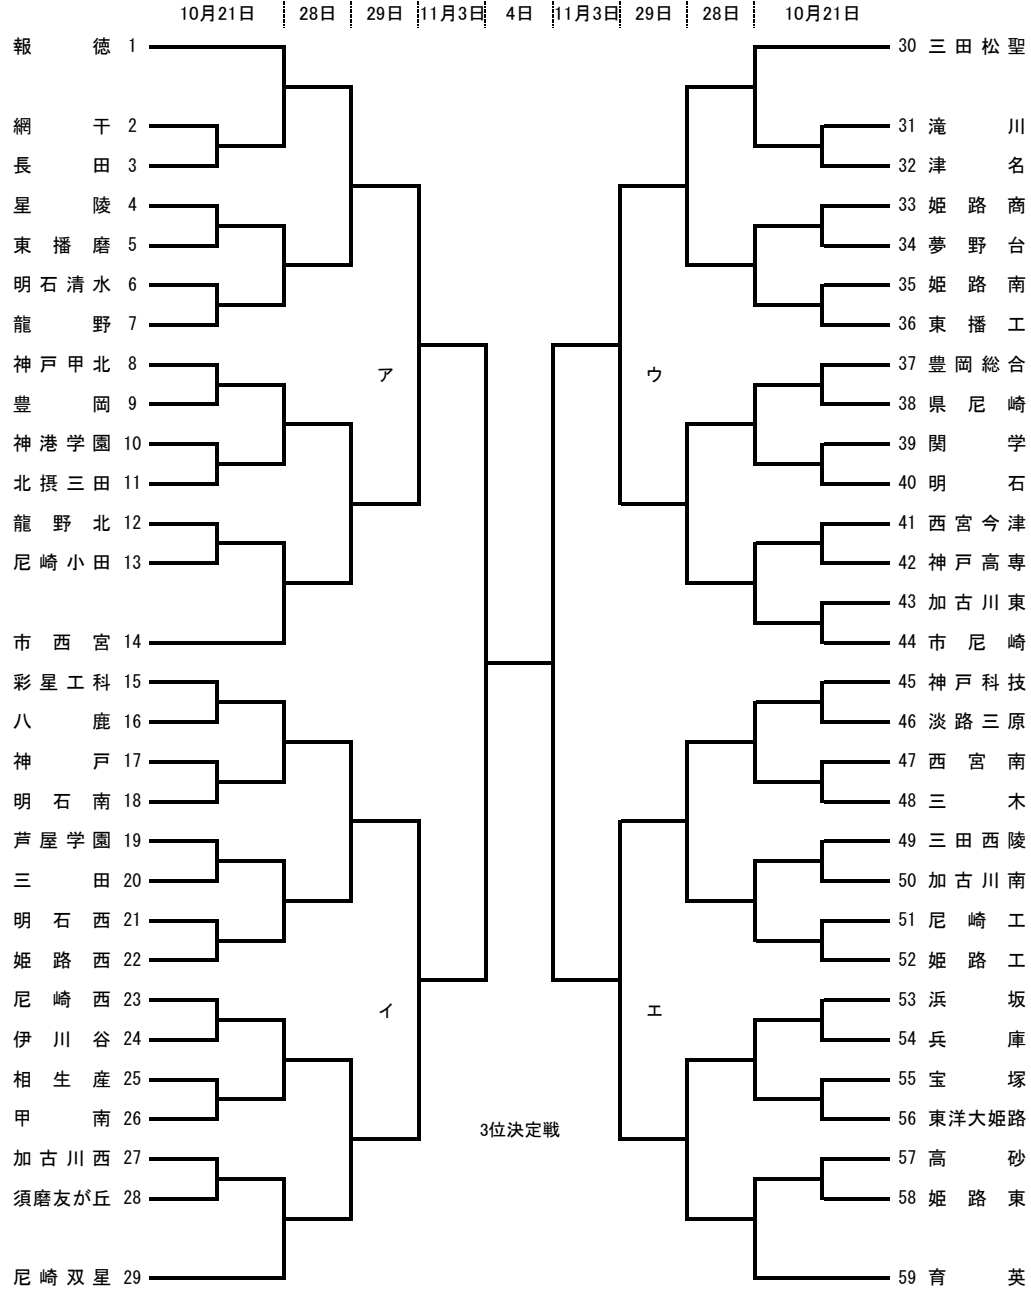 10月21日 28日 29日 11月3日 4日 11月3日 29日 28日 10月21日
報徳 1
網干 2
長田 3
星陵 4
東播磨 5
明石清水 6
龍野 7
神戸甲北 8
豊岡 9
神港学園 10
北摂三田 11
龍野北 12
尼崎小田 13
市西宮 14
彩星工科 15
八鹿 16
神戸 17
明石南 18
芦屋学園 19
三田 20
明石西 21
姫路西 22
尼崎西 23
伊川谷 24
相生産 25
甲南 26
加古川西 27
須磨友が丘 28
尼崎双星 29
ア
イ
ウ
エ
3位決定戦
30 三田松聖
31 滝川
32 津名
33 姫路商
34 夢野台
35 姫路南
36 東播工
37 豊岡総合
38 県尼崎
39 関学
40 明石
41 西宮今津
42 神戸高専
43 加古川東
44 市尼崎
45 神戸科技
46 淡路三原
47 西宮南
48 三木
49 三田西陵
50 加古川南
51 尼崎工
52 姫路工
53 浜坂
54 兵庫
55 宝塚
56 東洋大姫路
57 高砂
58 姫路東
59 育英